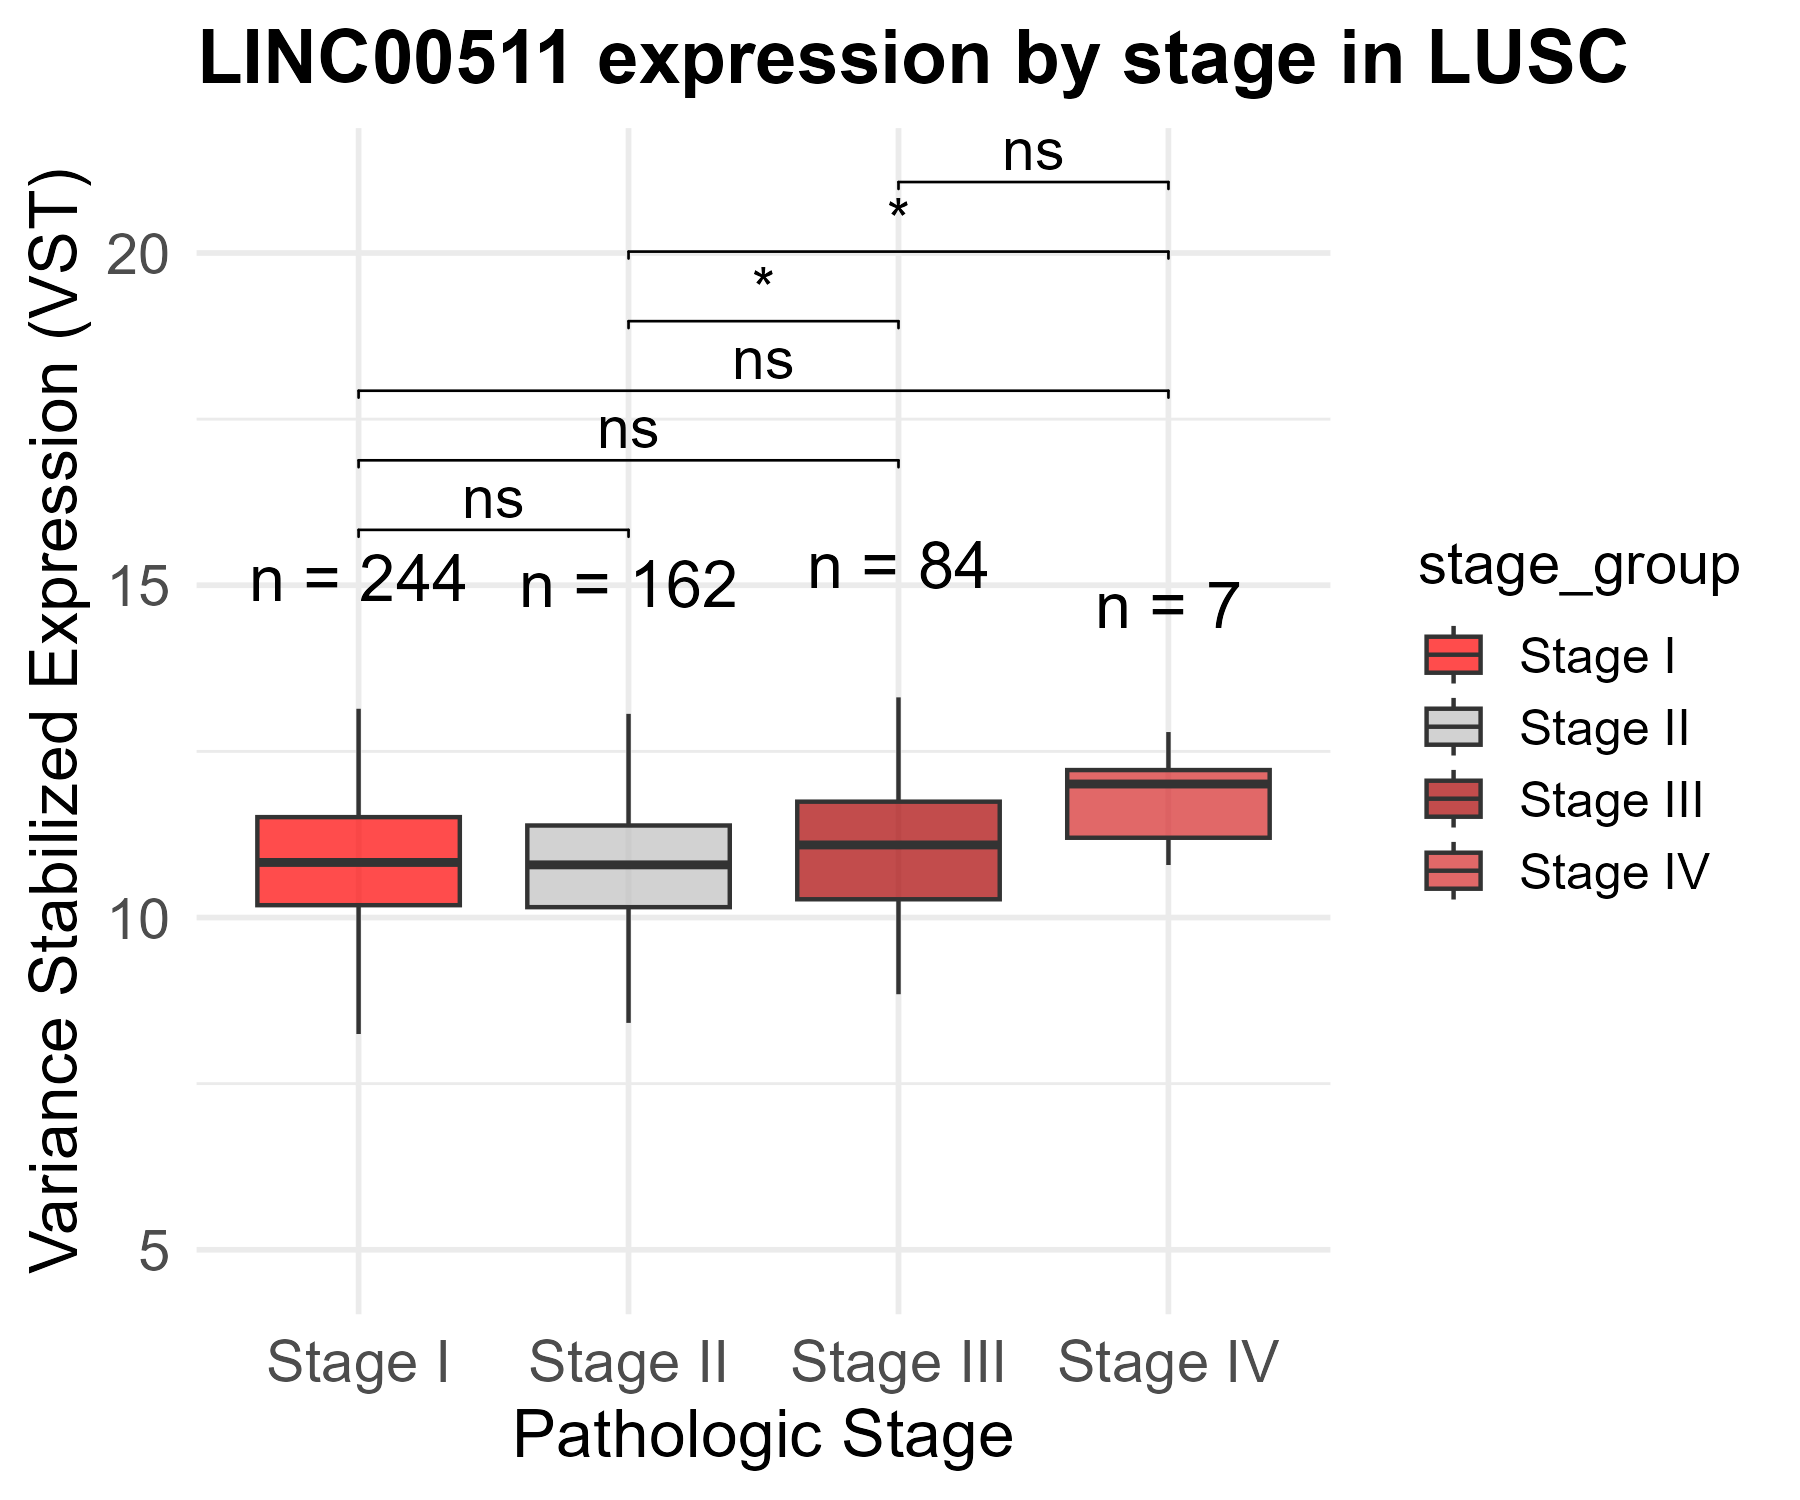 LINC00511 expression by stage in LUSC
Variance Stabilized Expression (VST)
20
15
10
5
ns
*
*
ns
ns
ns
n = 244
n = 162
n = 84
n = 7
Stage I
Stage II
Stage III
Stage IV
Pathologic Stage
stage_group
Stage I
Stage II
Stage III
Stage IV